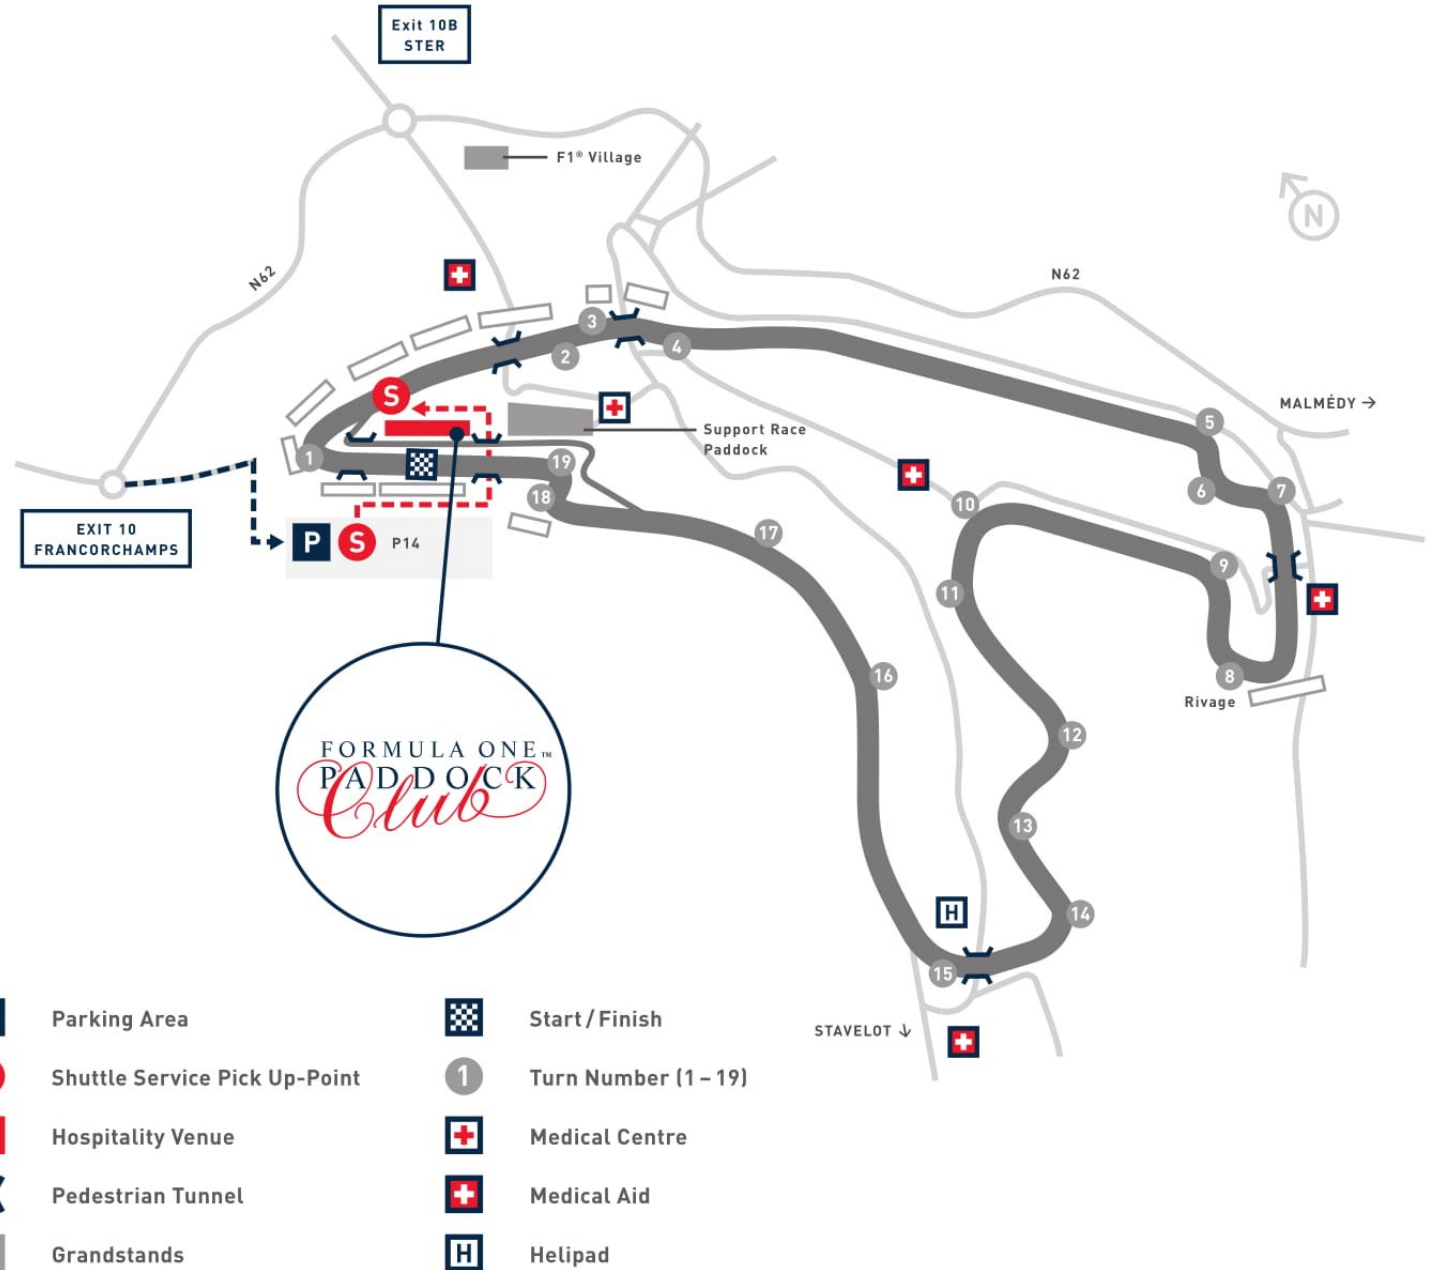 Exit 10B
STER
F1® Village
N
N62
N62
3
2
4
S
5
MALMÉDY →
Support Race
Paddock
1
19
6
7
18
10
EXIT 10
FRANCORCHAMPS
P
S
P14
17
9
11
16
8
Rivage
12
FORMULA ONE™
PADDOCK
Club
13
H
14
15
STAVELOT ↓
Parking Area
Start / Finish
Shuttle Service Pick Up-Point
1
Turn Number (1 – 19)
Hospitality Venue
Medical Centre
Pedestrian Tunnel
Medical Aid
Grandstands
H
Helipad